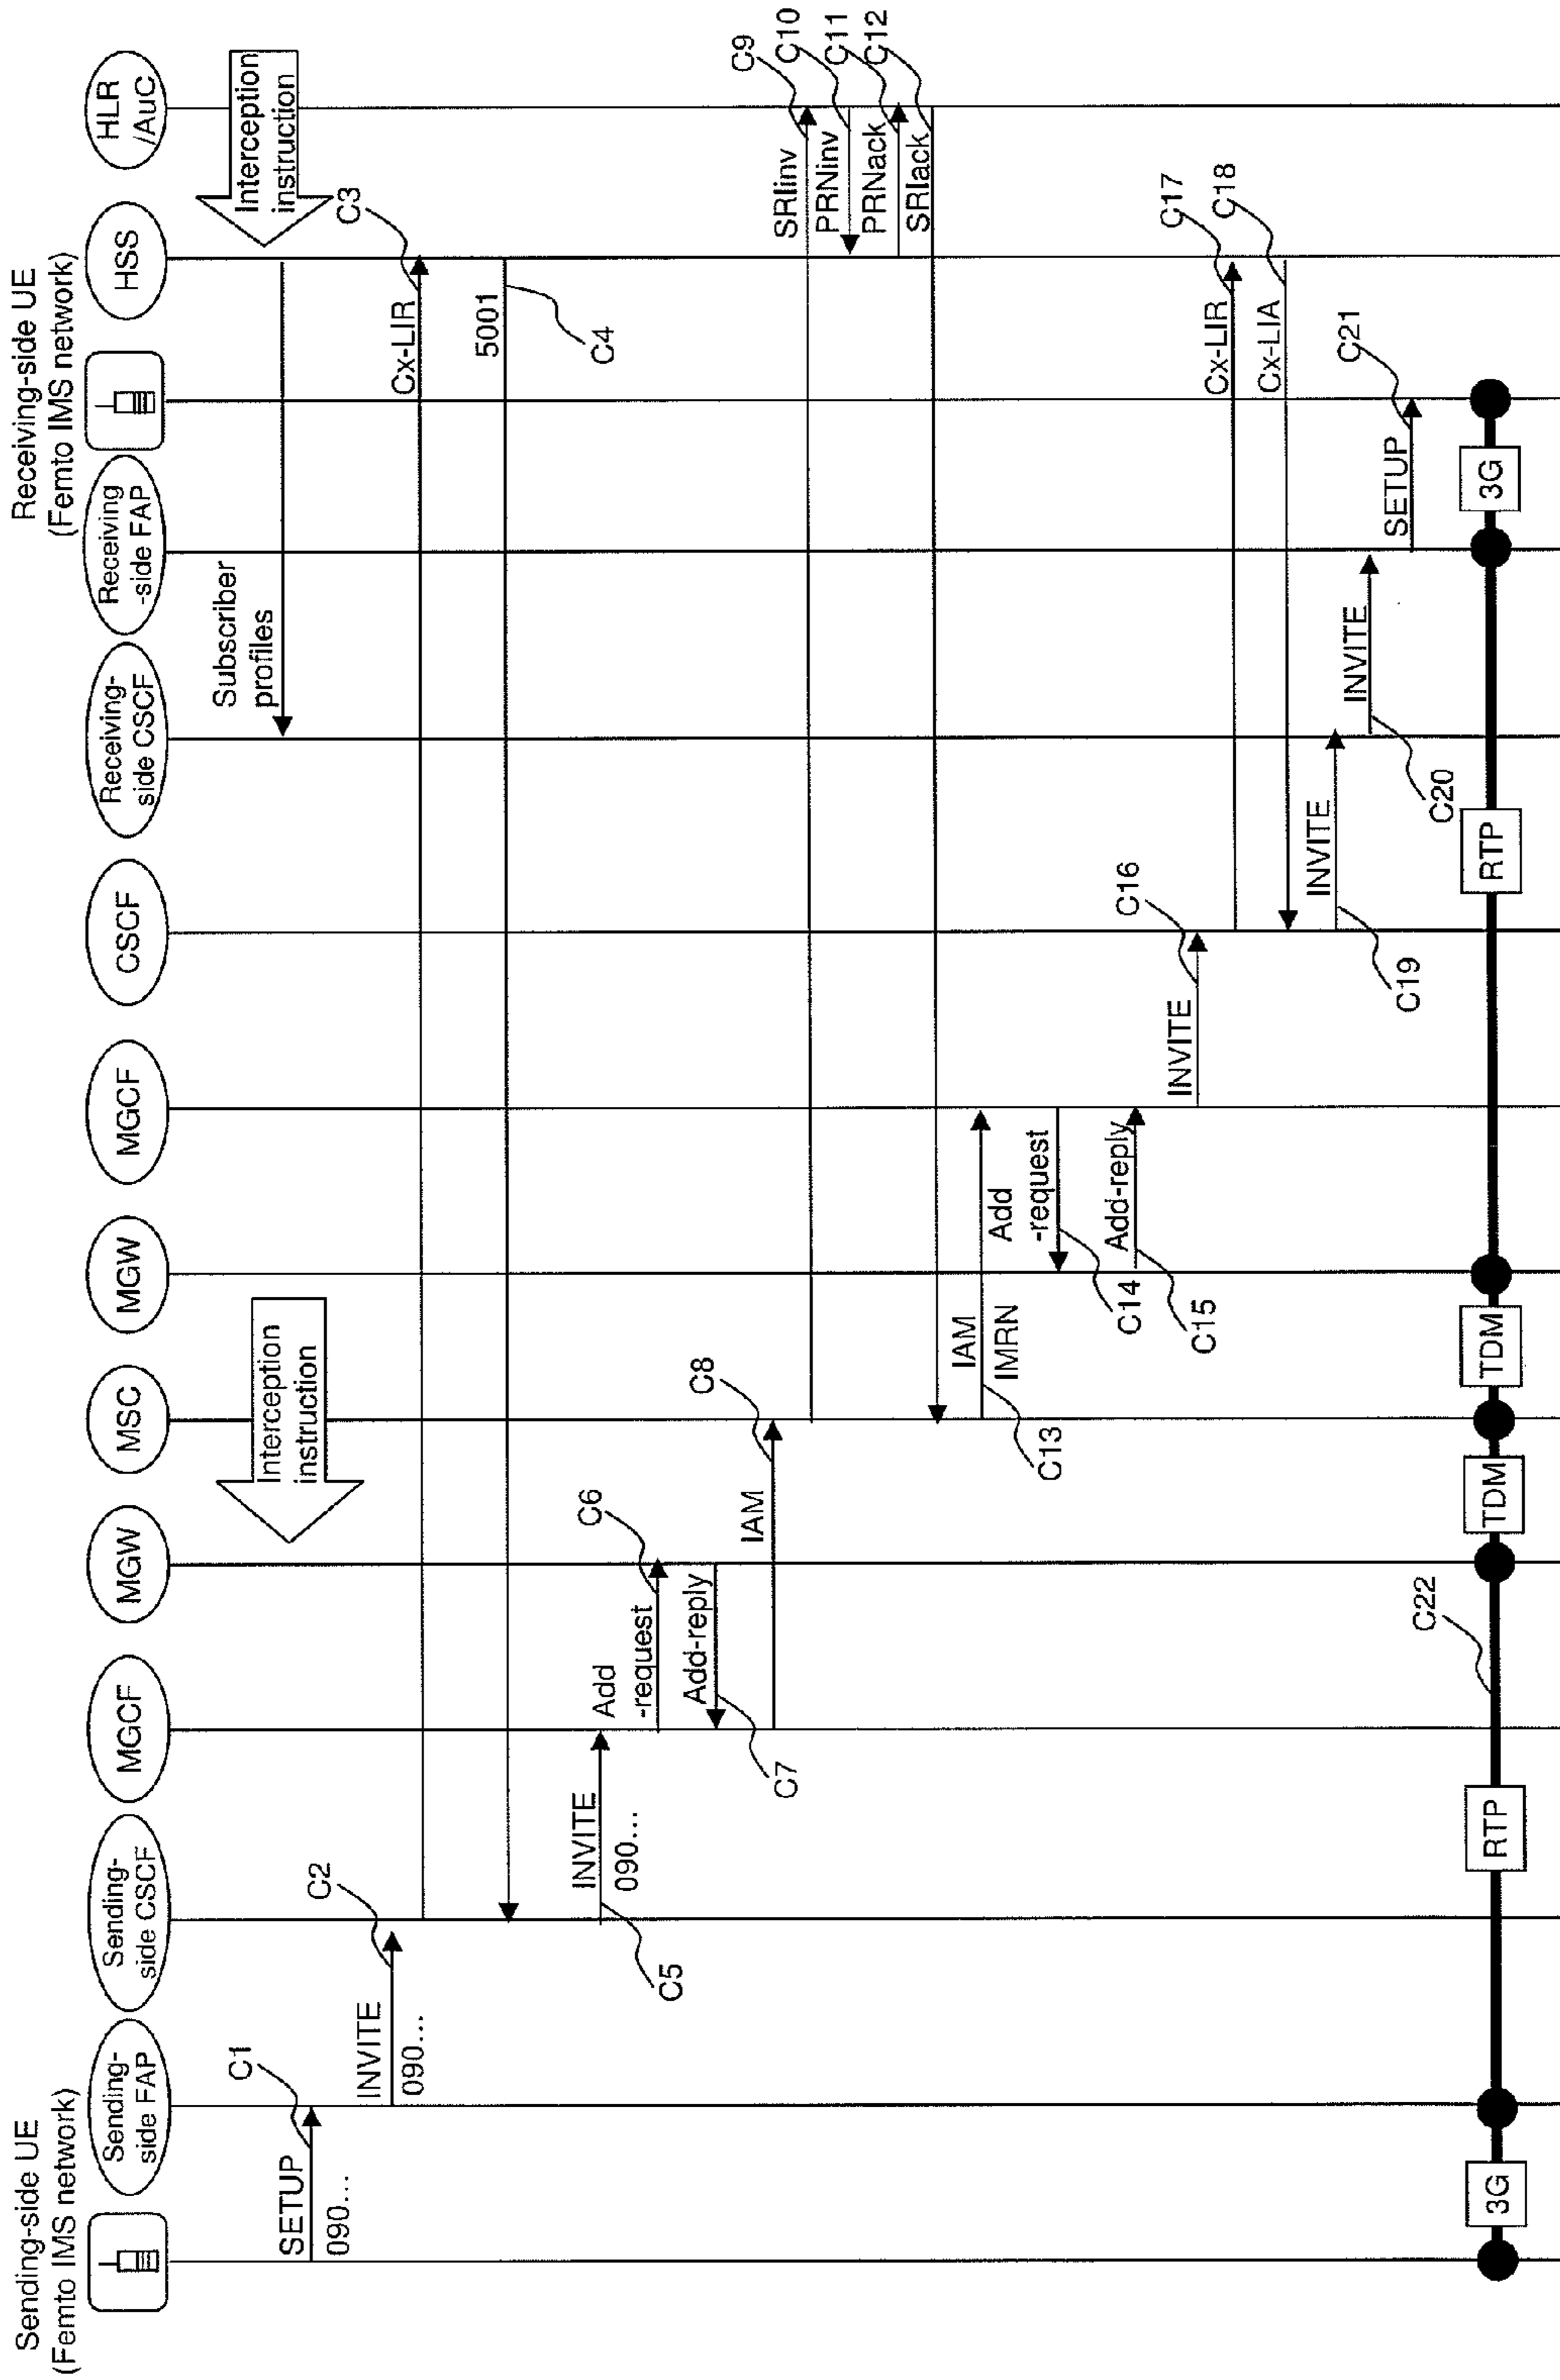 Sending-side UE
(Femto IMS network)
Receiving-side UE
(Femto IMS network)
Sending-
side FAP
Sending-
side CSCF
MGCF
MGW
MSC
MGW
MGCF
CSCF
Receiving-
side CSCF
Receiving
-side FAP
HSS
HLR
/AuC
Interception
instruction
Interception
instruction
Subscriber
profiles
SETUP
090...
C1
INVITE
090...
C2
Cx-LIR
C3
5001
C4
INVITE
090...
C5
Add
-request
C6
Add-reply
C7
IAM
C8
SRIinv
C9
PRNinv
C10
PRNack
C11
SRIack
C12
IAM
IMRN
C13
Add
-request
C14
Add-reply
C15
INVITE
C16
Cx-LIR
C17
Cx-LIA
C18
INVITE
C19
INVITE
C20
SETUP
C21
C22
3G
RTP
TDM
TDM
RTP
3G